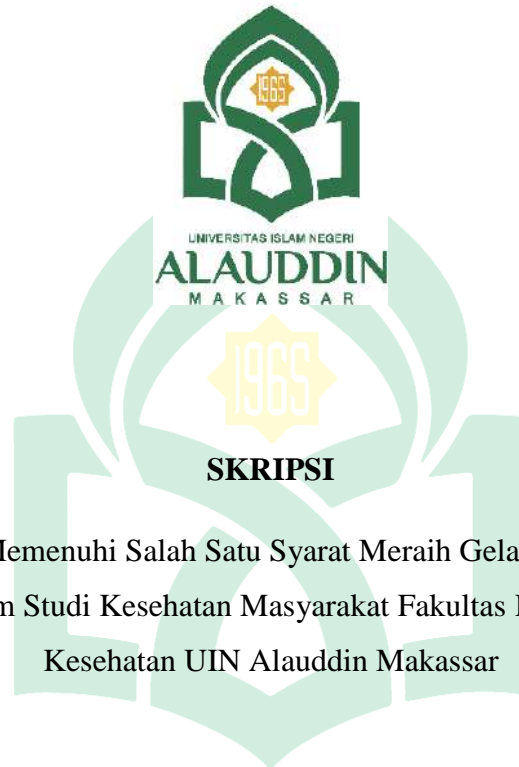 1965
UNIVERSITAS ISLAM NEGERI
ALAUDDIN
MAKASSAR
1965
SKRIPSI
Memenuhi Salah Satu Syarat Meraih
Studi Kesehatan Masyarakat Fakultas
Kesehatan UIN Alauddin Makassar